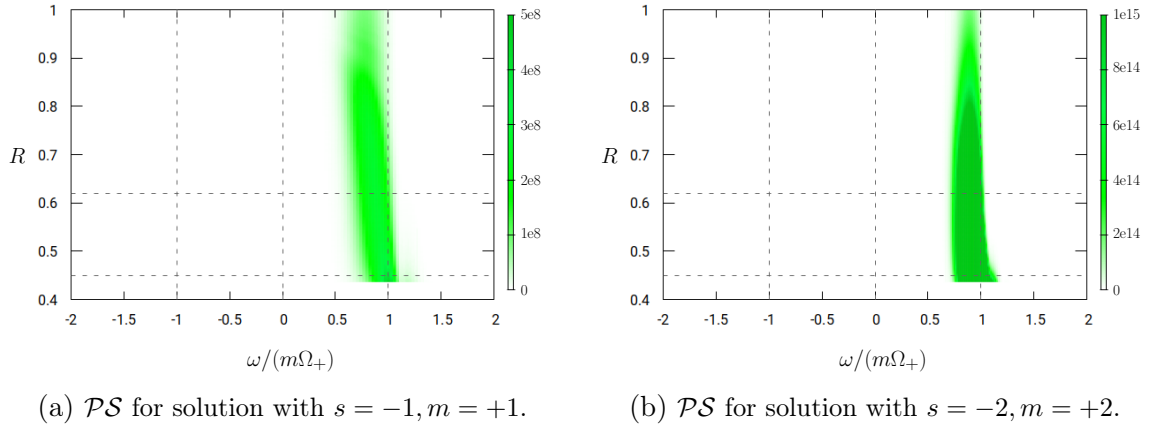 1
0.9
0.8
0.7
0.6
0.5
0.4
R
-2 -1.5 -1 -0.5 0 0.5 1 1.5 2
ω/(mΩ₊)
5e8
4e8
3e8
2e8
1e8
0
(a) 𝒫𝒮 for solution with s = −1, m = +1.
1
0.9
0.8
0.7
0.6
0.5
0.4
R
-2 -1.5 -1 -0.5 0 0.5 1 1.5 2
ω/(mΩ₊)
1e15
8e14
6e14
4e14
2e14
0
(b) 𝒫𝒮 for solution with s = −2, m = +2.